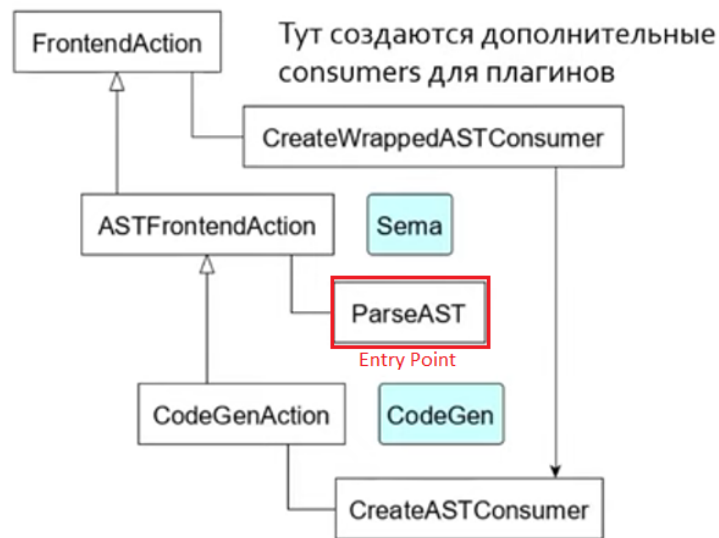 FrontendAction
Тут создаются дополнительные
consumers для плагинов
CreateWrappedASTConsumer
ASTFrontendAction
Sema
ParseAST
Entry Point
CodeGenAction
CodeGen
CreateASTConsumer